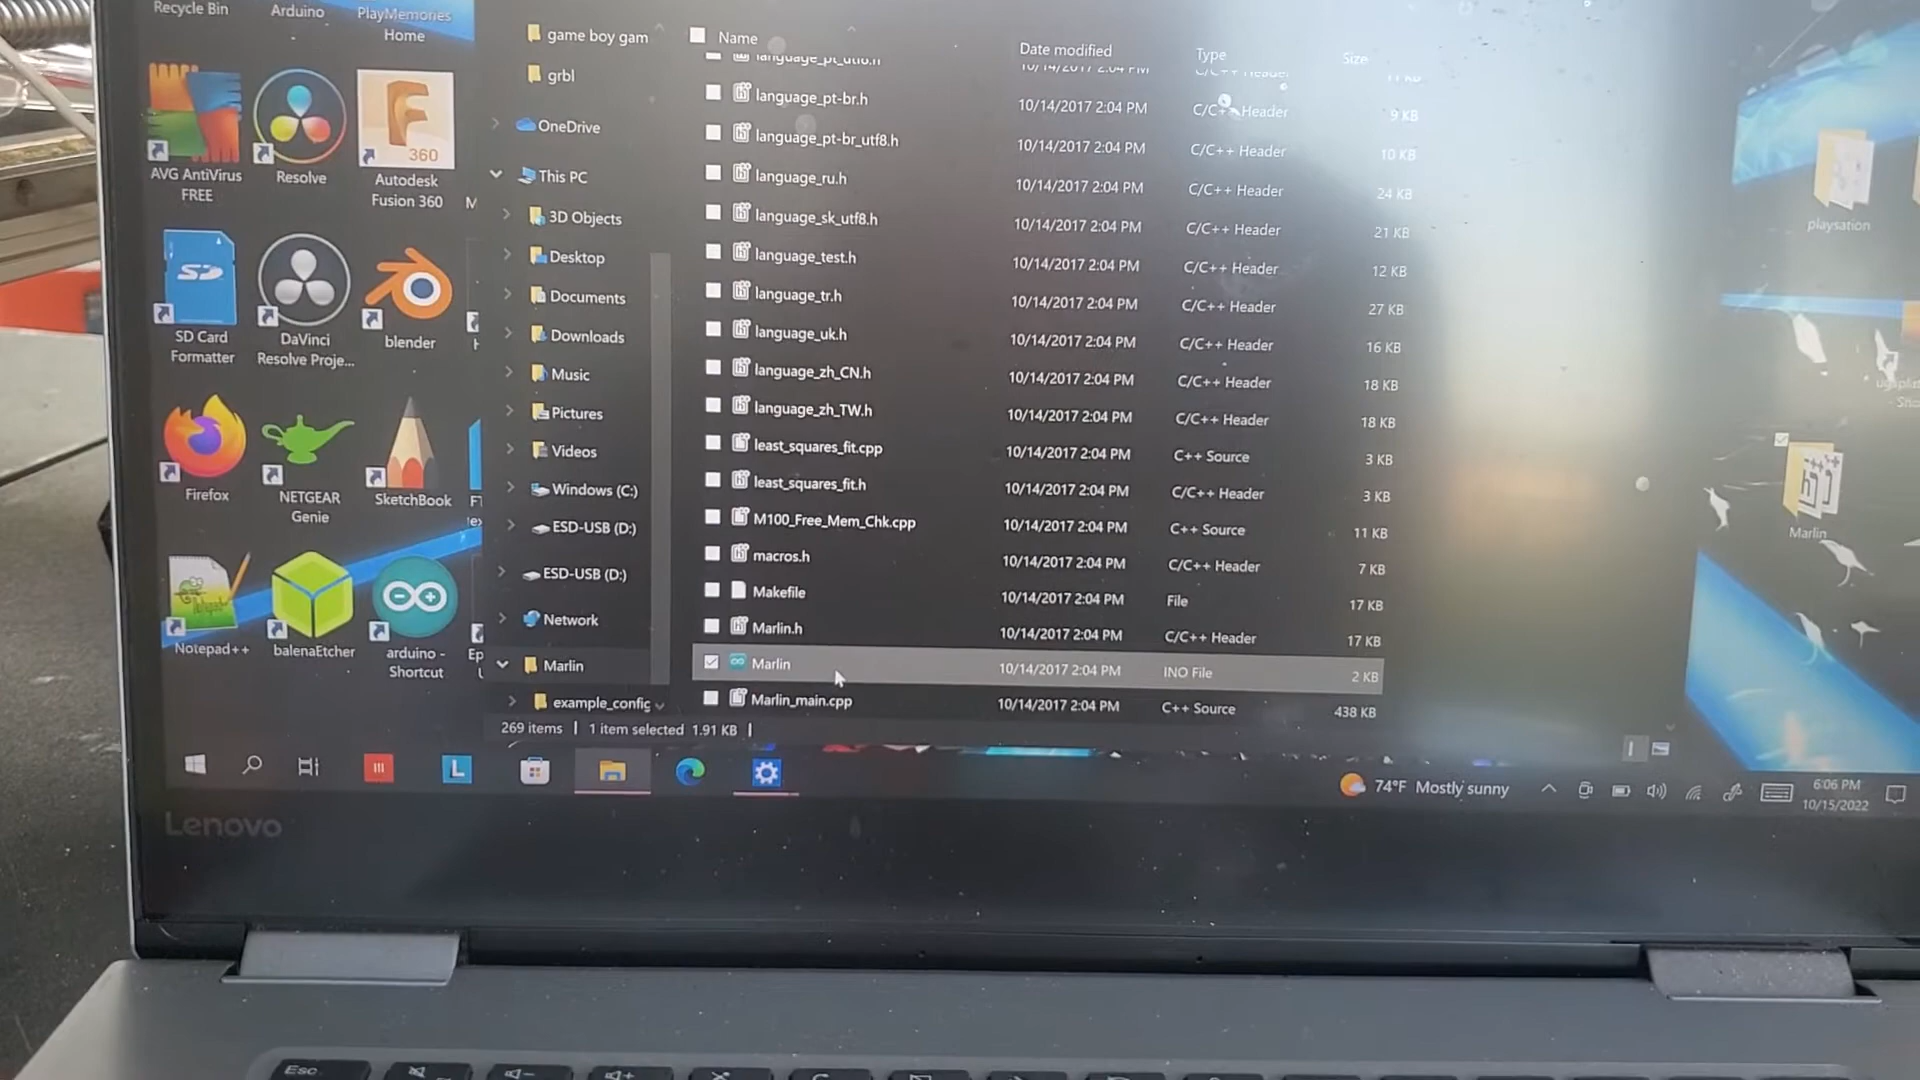 Recycle Bin
Arduino
PlayMemories
Home
AVG AntiVirus
FREE
Resolve
360
Autodesk
Fusion 360
M
SD
SD Card
Formatter
DaVinci
Resolve Proje...
blender
Firefox
NETGEAR
Genie
SketchBook
Notepad++
balenaEtcher
arduino -
Shortcut
game boy gam
grbl
OneDrive
This PC
3D Objects
Desktop
Documents
Downloads
Music
Pictures
Videos
Windows (C:)
ESD-USB (D:)
ESD-USB (D:)
Network
Marlin
example_config
Name Date modified Type Size
language_pt_utf8.h 10/14/2017 2:04 PM C/C++ Header 11 KB
language_pt-br.h 10/14/2017 2:04 PM C/C++ Header 9 KB
language_pt-br_utf8.h 10/14/2017 2:04 PM C/C++ Header 10 KB
language_ru.h 10/14/2017 2:04 PM C/C++ Header 24 KB
language_sk_utf8.h 10/14/2017 2:04 PM C/C++ Header 21 KB
language_test.h 10/14/2017 2:04 PM C/C++ Header 12 KB
language_tr.h 10/14/2017 2:04 PM C/C++ Header 27 KB
language_uk.h 10/14/2017 2:04 PM C/C++ Header 16 KB
language_zh_CN.h 10/14/2017 2:04 PM C/C++ Header 18 KB
language_zh_TW.h 10/14/2017 2:04 PM C/C++ Header 18 KB
least_squares_fit.cpp 10/14/2017 2:04 PM C++ Source 3 KB
least_squares_fit.h 10/14/2017 2:04 PM C/C++ Header 3 KB
M100_Free_Mem_Chk.cpp 10/14/2017 2:04 PM C++ Source 11 KB
macros.h 10/14/2017 2:04 PM C/C++ Header 7 KB
Makefile 10/14/2017 2:04 PM File 17 KB
Marlin.h 10/14/2017 2:04 PM C/C++ Header 17 KB
Marlin 10/14/2017 2:04 PM INO File 2 KB
Marlin_main.cpp 10/14/2017 2:04 PM C++ Source 438 KB
269 items 1 item selected 1.91 KB
playsation
Marlin
L
74°F Mostly sunny
6:06 PM
10/15/2022
Lenovo
Esc